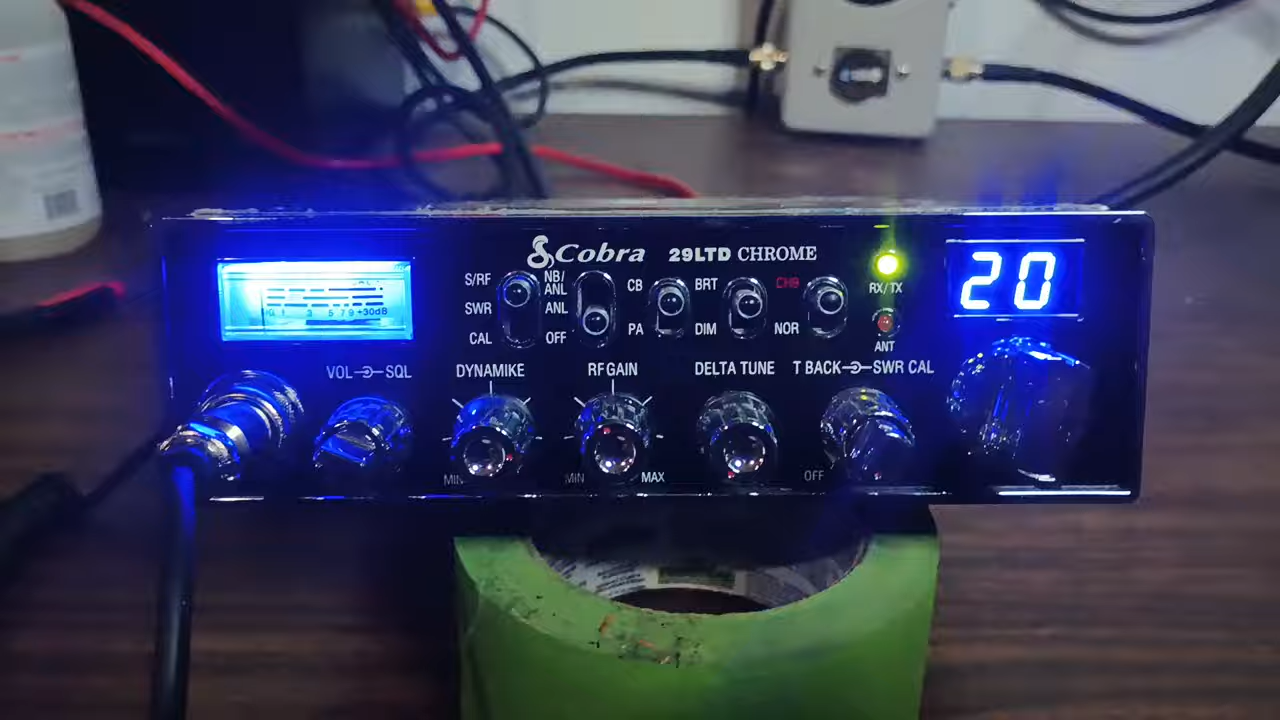 Cobra 29LTD CHROME
S/RF
SWR
CAL
NB/
ANL
ANL
OFF
CB
PA
BRT
DIM
CH9
NOR
RX/TX
ANT
20
1 3 5 7 9 +30dB
VOL SQL
DYNAMIKE
RF GAIN
DELTA TUNE
T BACK SWR CAL
MIN
MIN
MAX
OFF